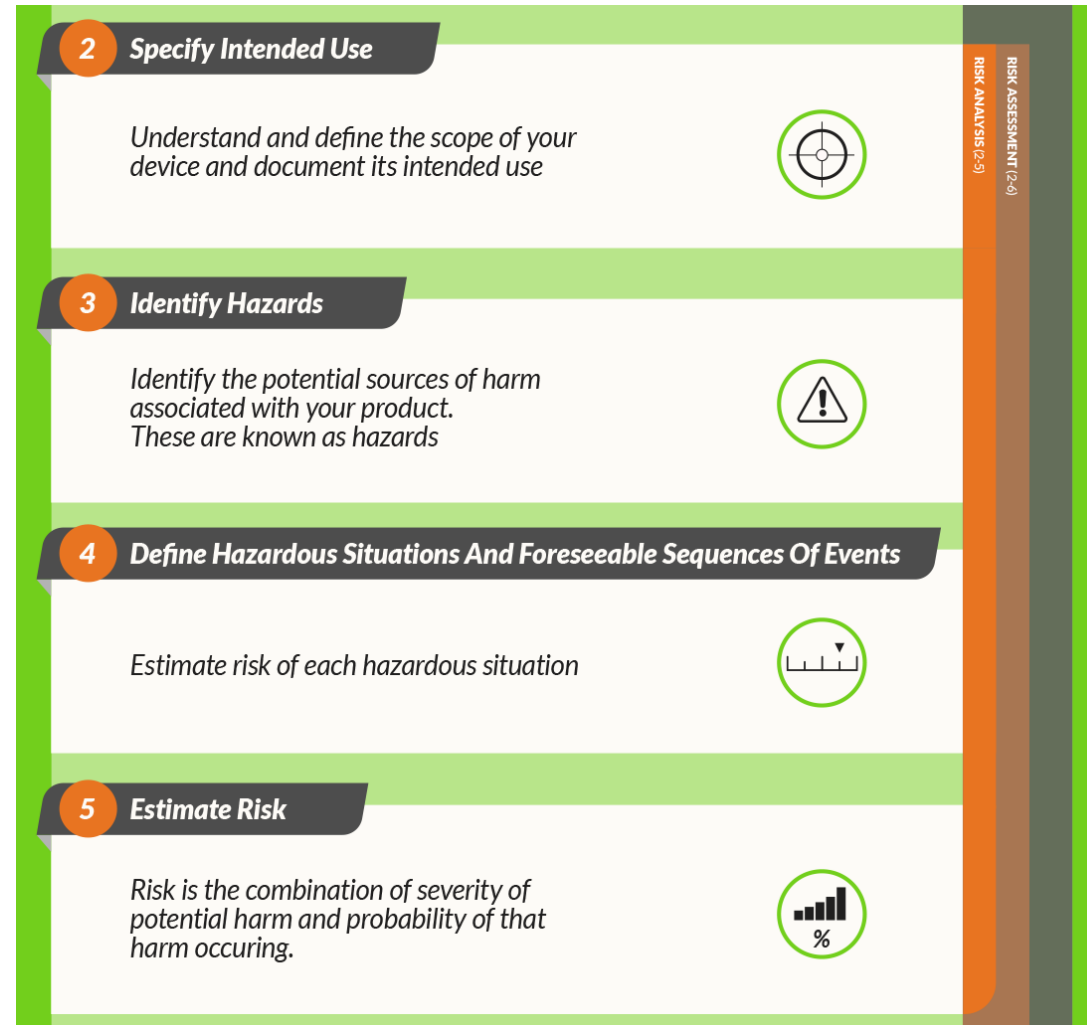 2 Specify Intended Use
Understand and define the scope of your
device and document its intended use
RISK ANALYSIS (2-5)
RISK ASSESSMENT (2-6)
3 Identify Hazards
Identify the potential sources of harm
associated with your product.
These are known as hazards
4 Define Hazardous Situations And Foreseeable Sequences Of Events
Estimate risk of each hazardous situation
5 Estimate Risk
Risk is the combination of severity of
potential harm and probability of that
harm occuring.
%